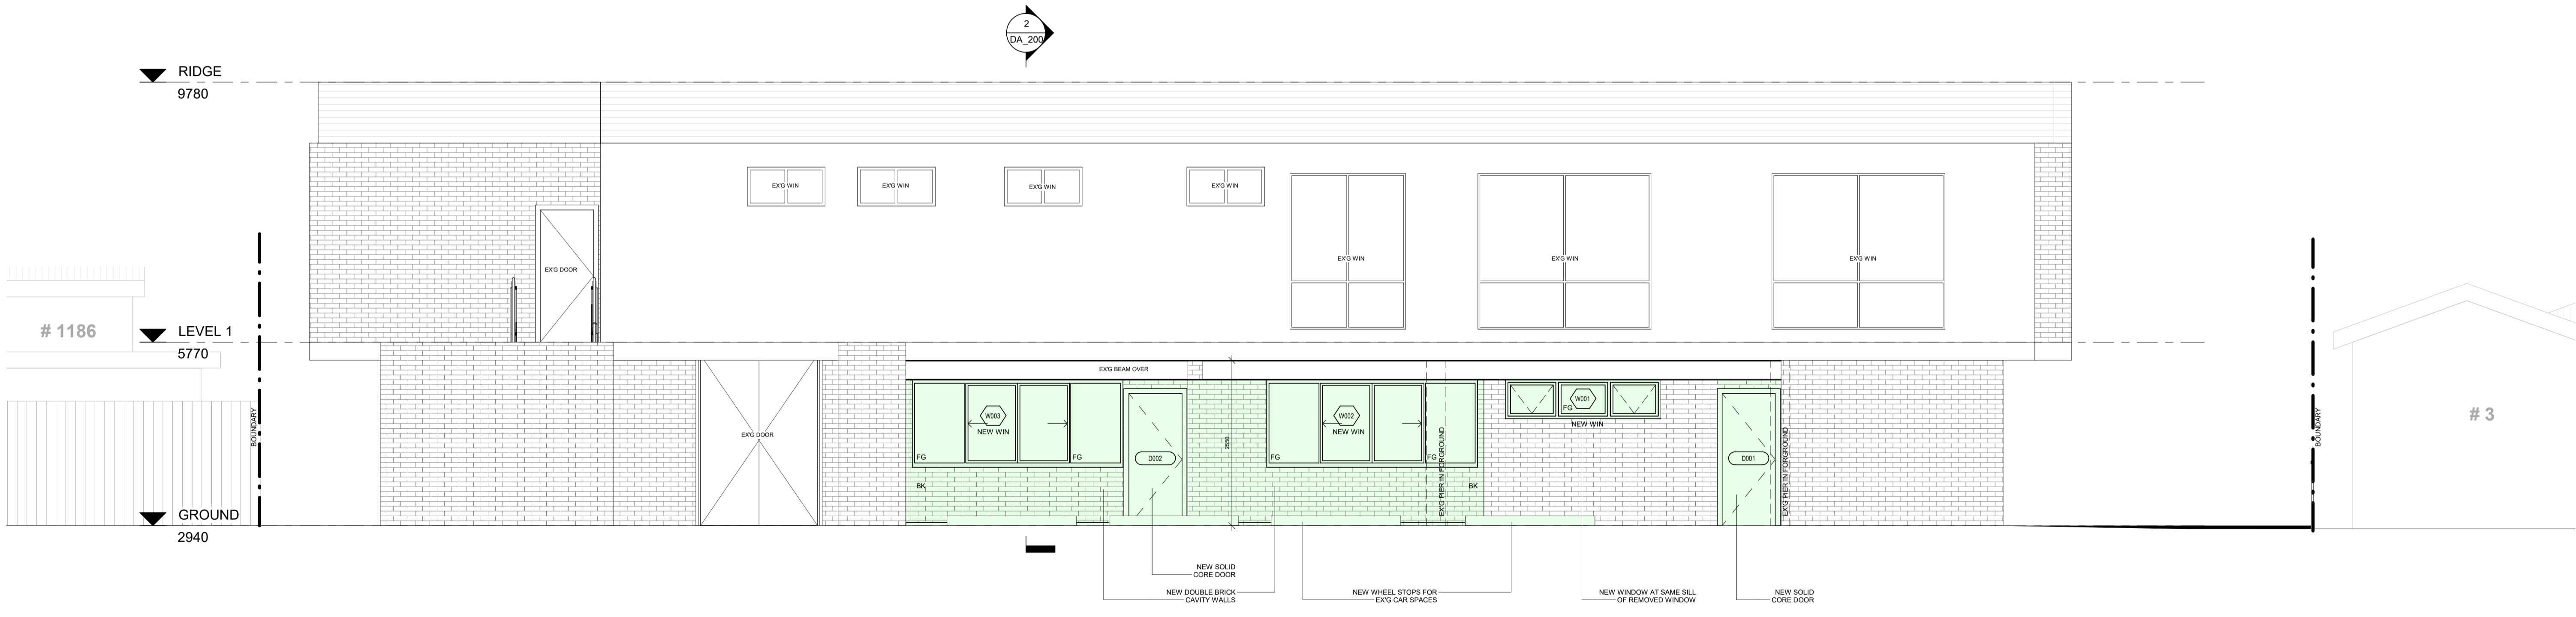 2
DA_200
RIDGE
9780
EX'G WIN
EX'G WIN
EX'G WIN
EX'G WIN
EX'G WIN
EX'G WIN
EX'G WIN
EX'G DOOR
# 1186
LEVEL 1
5770
EX'G BEAM OVER
BOUNDARY
EX'G DOOR
W003
NEW WIN
FG
FG
BK
D002
2550
W002
NEW WIN
FG
FG
BK
EX'G PIER IN FORGROUND
W001
FG
NEW WIN
D001
EX'G PIER IN FORGROUND
BOUNDARY
# 3
GROUND
2940
NEW SOLID
CORE DOOR
NEW DOUBLE BRICK
CAVITY WALLS
NEW WHEEL STOPS FOR
EX'G CAR SPACES
NEW WINDOW AT SAME SILL
OF REMOVED WINDOW
NEW SOLID
CORE DOOR